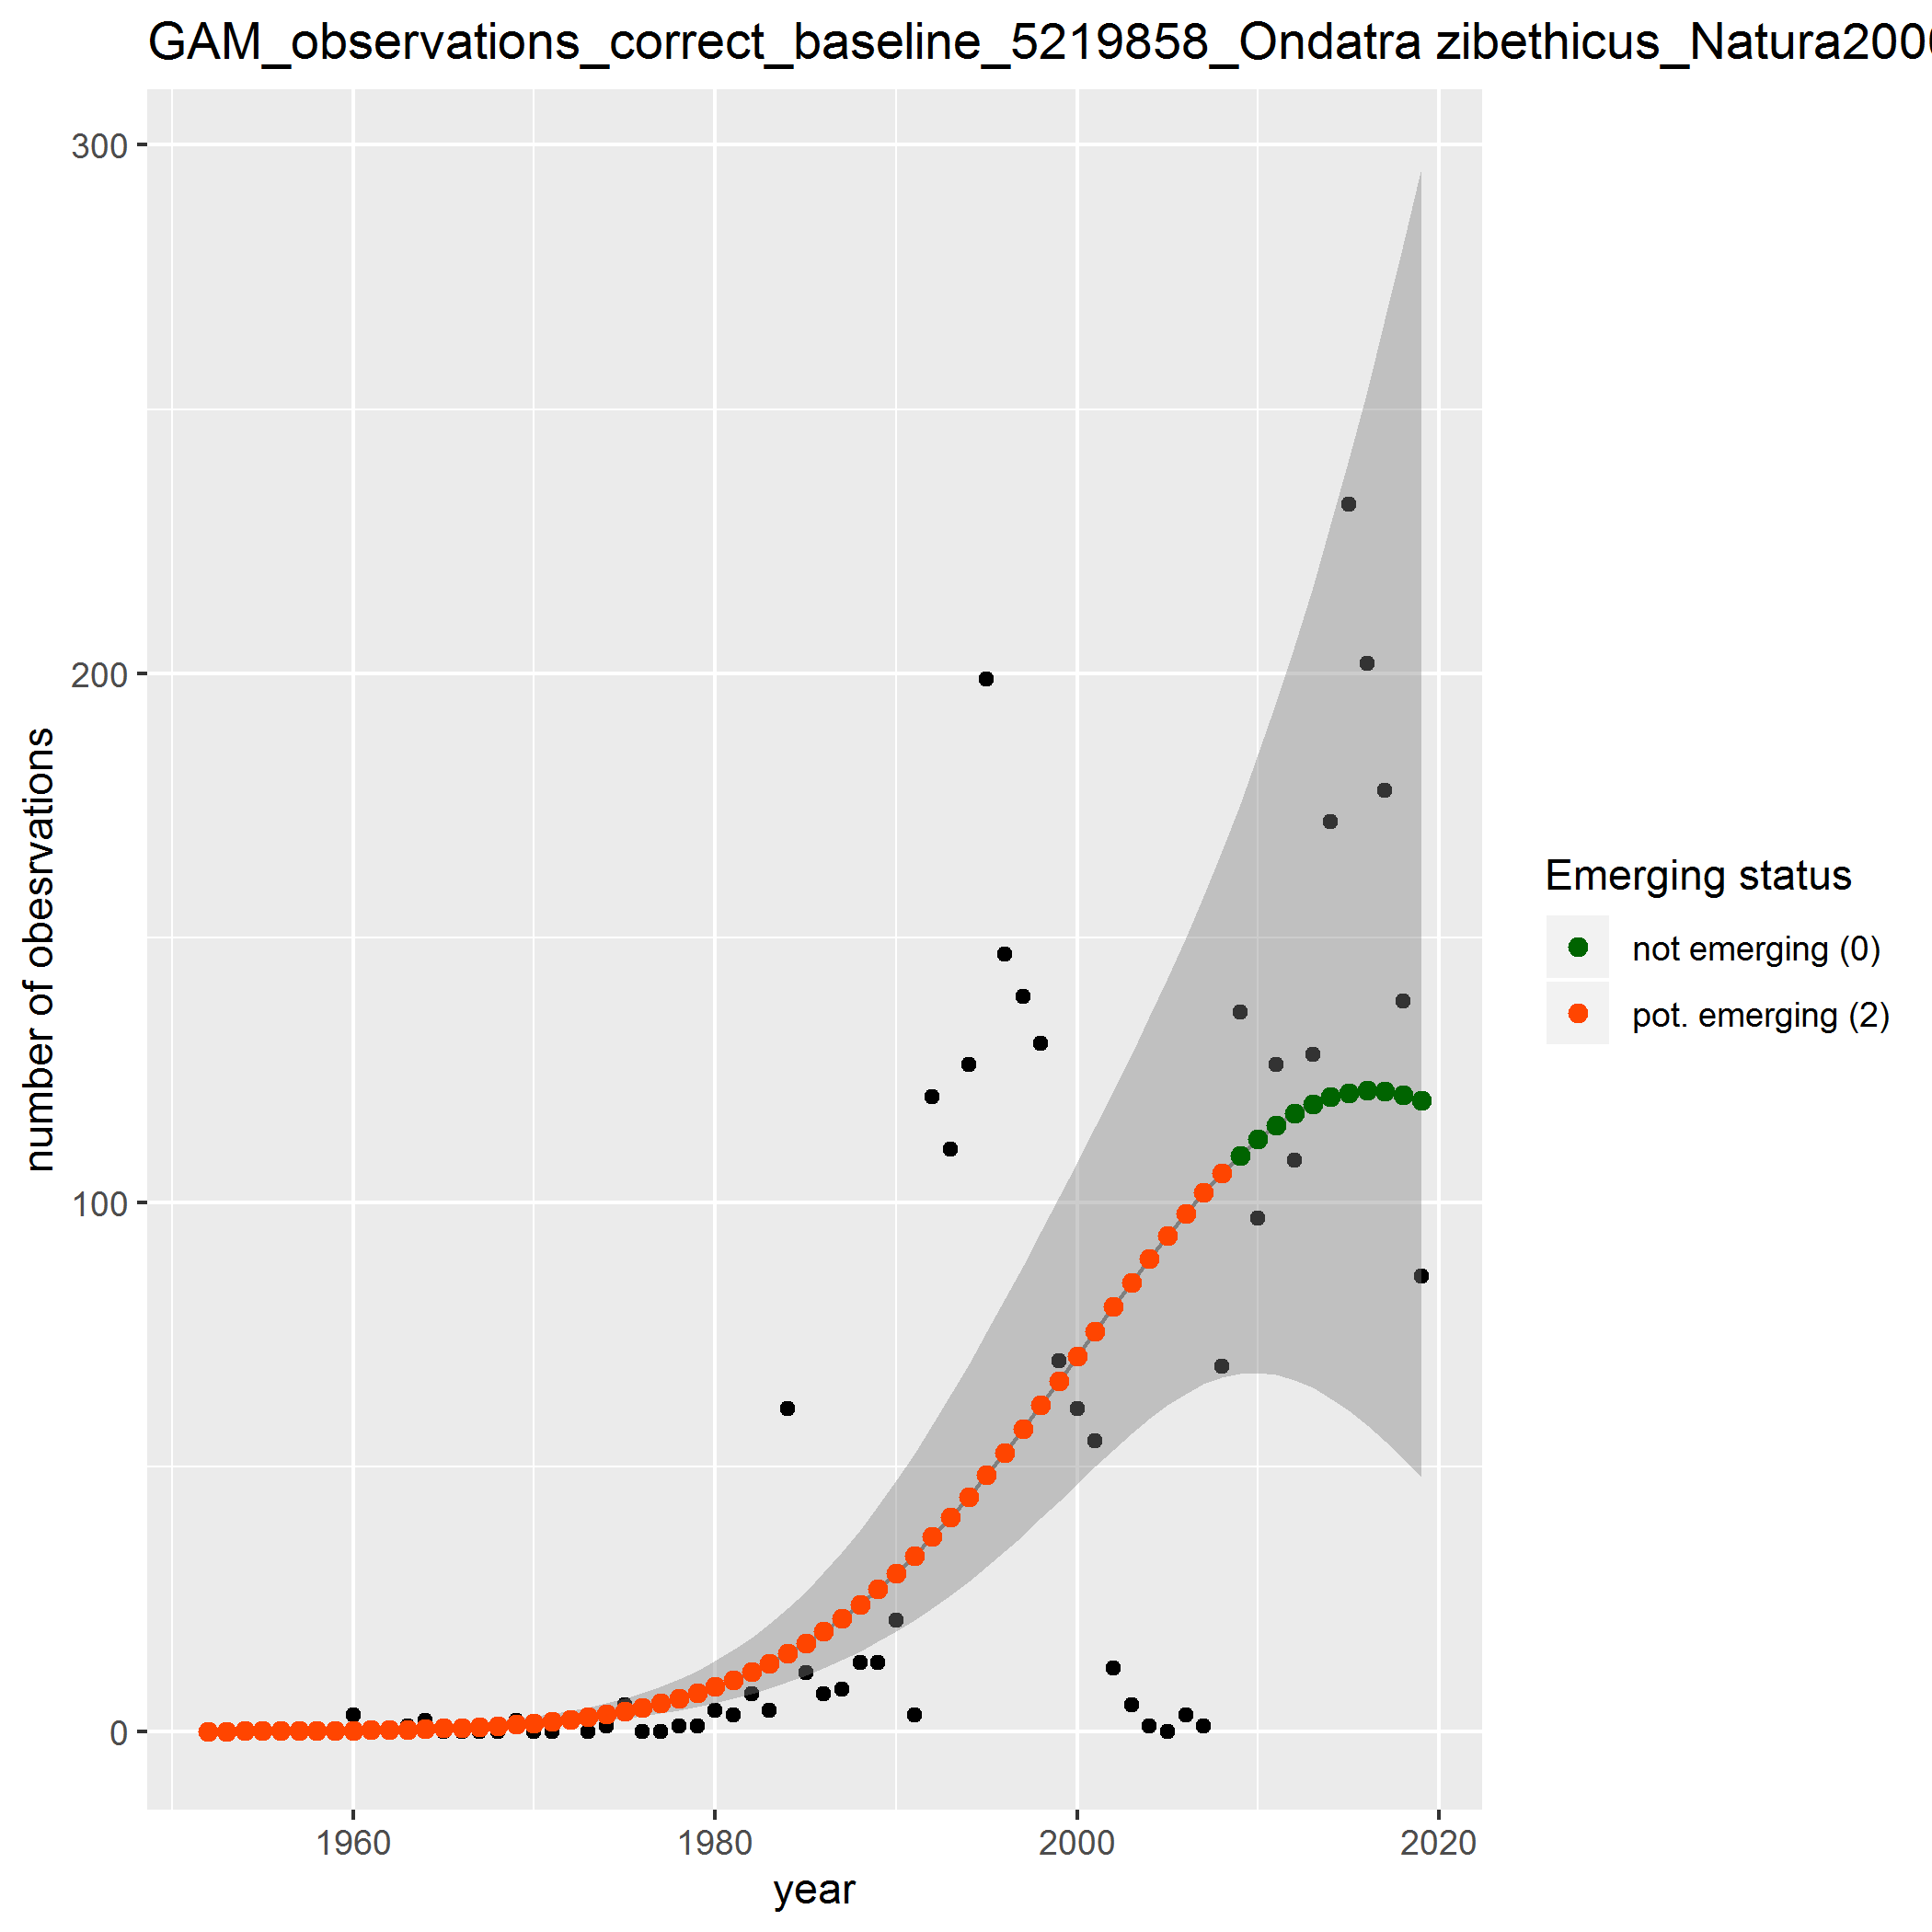 GAM_observations_correct_baseline_5219858_Ondatra zibethicus_Natura200
300
200
100
0
number of obesrvations
1960
1980
2000
2020
year
Emerging status
not emerging (0)
pot. emerging (2)